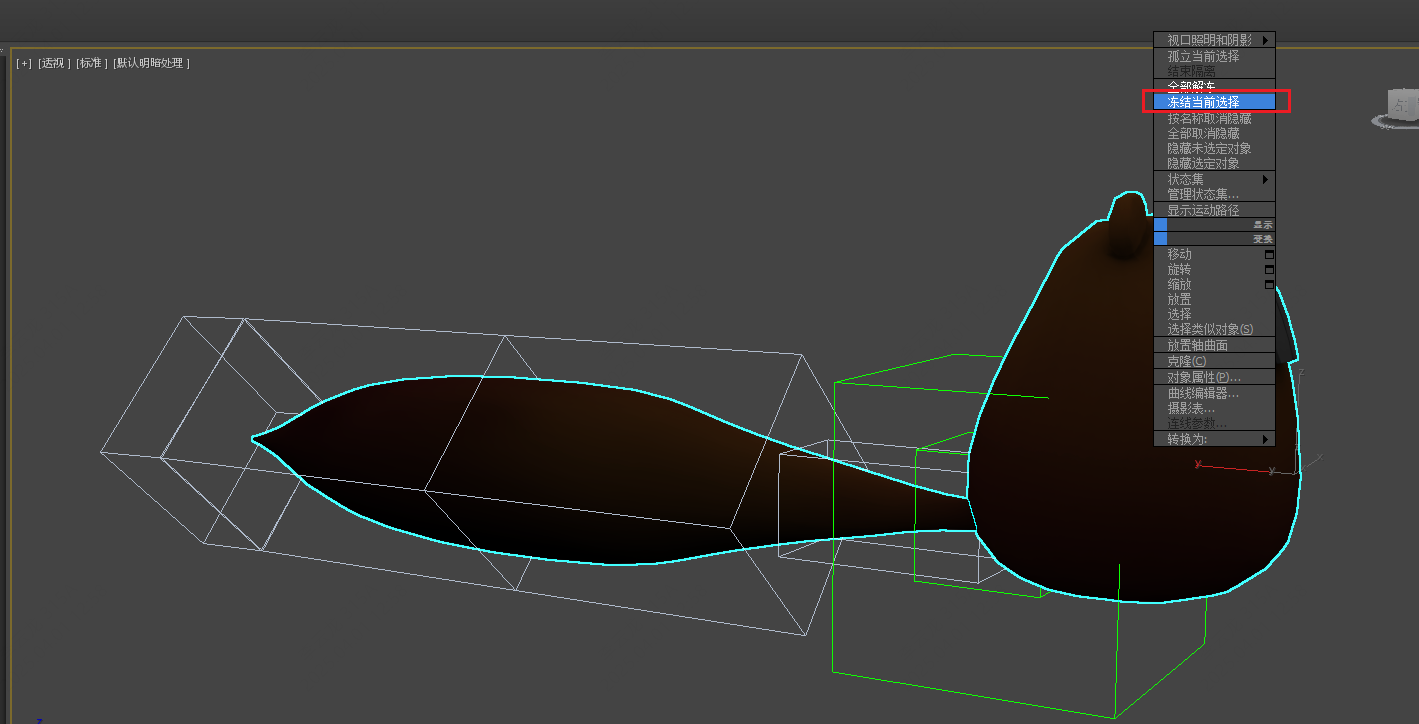 [+] [透视] [标准] [默认明暗处理]
视口照明和阴影
孤立当前选择
结束隔离
全部解冻
冻结当前选择
按名称取消隐藏
全部取消隐藏
隐藏未选定对象
隐藏选定对象
状态集
管理状态集...
显示运动路径
显示
变换
移动
旋转
缩放
放置
选择
选择类似对象(S)
放置轴曲面
克隆(C)
对象属性(P)...
曲线编辑器...
摄影表...
连线参数...
转换为:
y
z